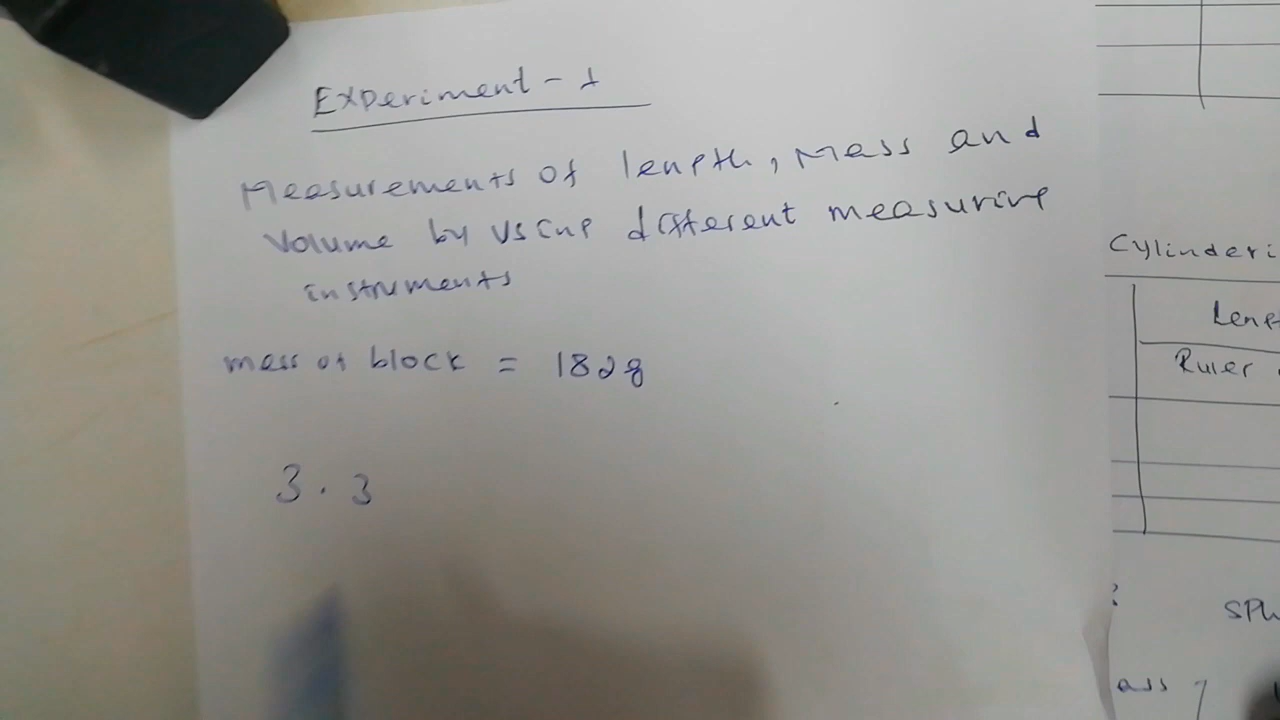 Experiment - 1
Measurements of length, Mass and
volume by using different measuring
instruments
mass of block = 182g
3.3
Cylinderi
Leng
Ruler
:
SPh
ass